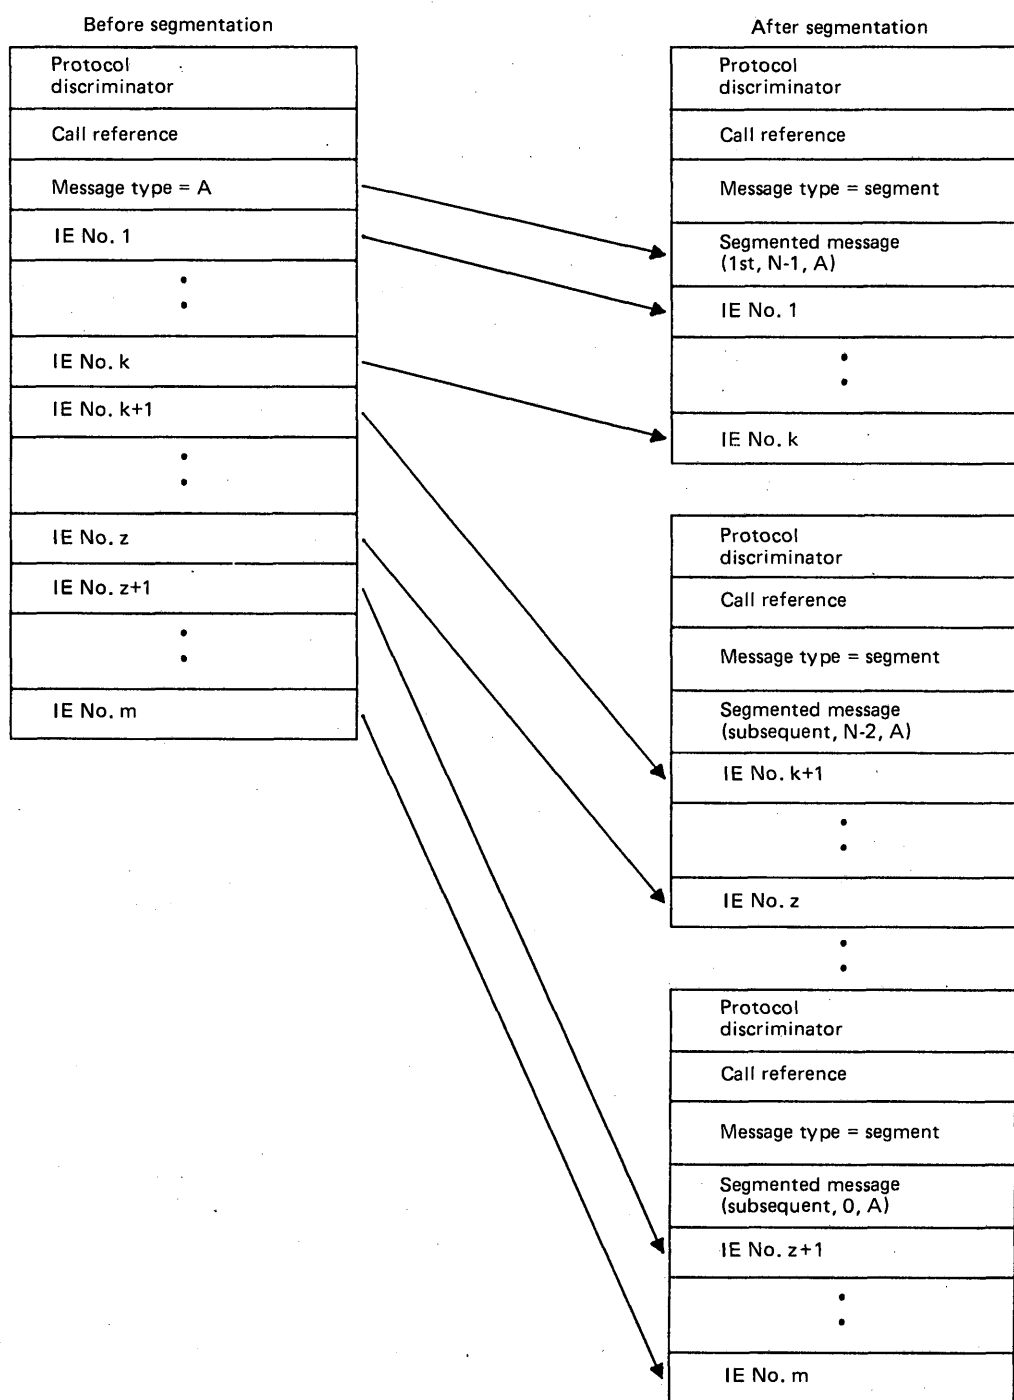 Before segmentation
Protocol
discriminator
Call reference
Message type = A
IE No. 1
IE No. k
IE No. k+1
IE No. z
IE No. z+1
IE No. m
After segmentation
Protocol
discriminator
Call reference
Message type = segment
Segmented message
(1st, N-1, A)
IE No. 1
IE No. k
Protocol
discriminator
Call reference
Message type = segment
Segmented message
(subsequent, N-2, A)
IE No. k+1
IE No. z
Protocol
discriminator
Call reference
Message type = segment
Segmented message
(subsequent, 0, A)
IE No. z+1
IE No. m